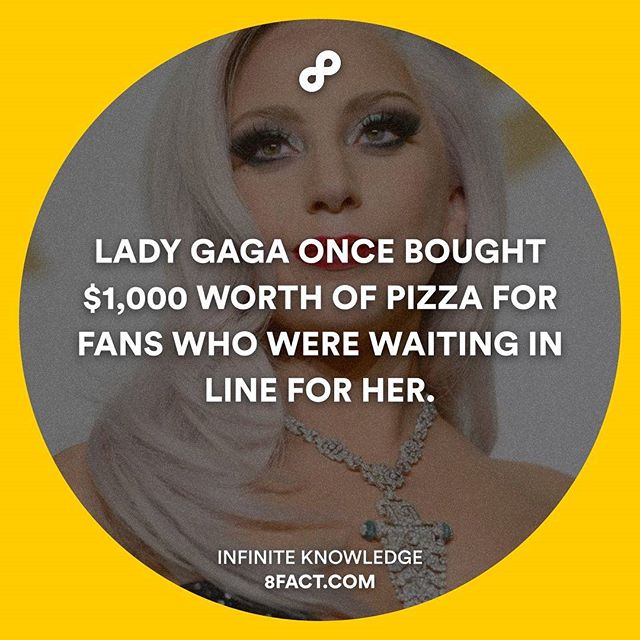 LADY GAGA ONCE BOUGHT
$1,000 WORTH OF PIZZA FOR
FANS WHO WERE WAITING IN
LINE FOR HER.
INFINITE KNOWLEDGE
8FACT.COM